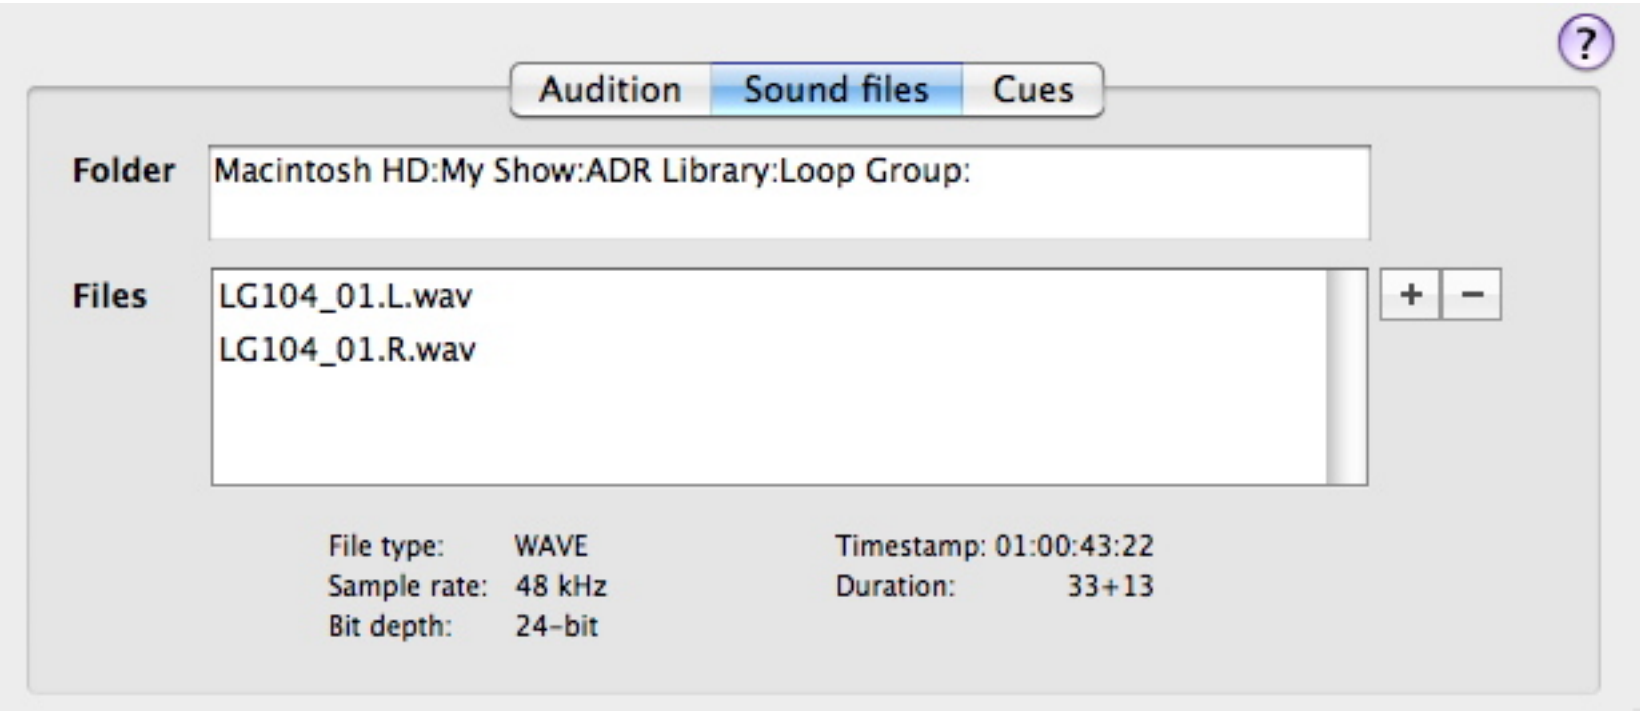 ?
Audition Sound files Cues
Folder Macintosh HD:My Show:ADR Library:Loop Group:
Files LG104_01.L.wav + −
LG104_01.R.wav
File type: WAVE Timestamp: 01:00:43:22
Sample rate: 48 kHz Duration: 33+13
Bit depth: 24-bit